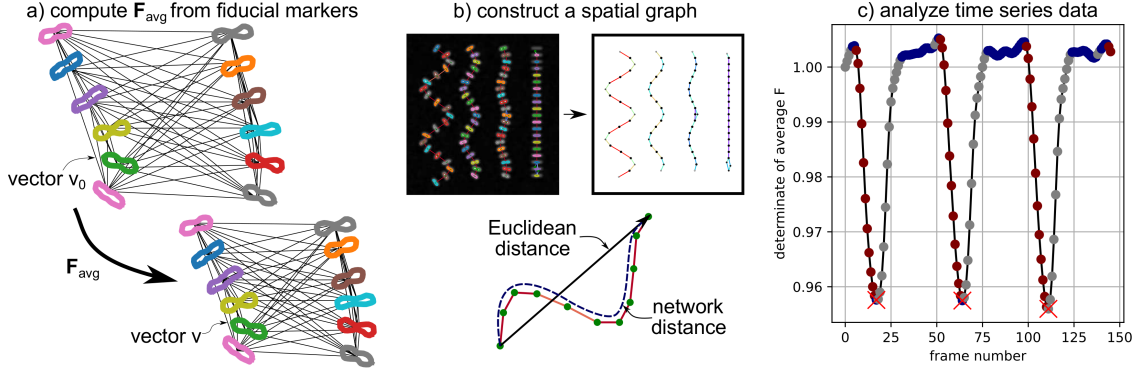 a) compute Favg from fiducial markers
vector v0
Favg
vector v
b) construct a spatial graph
Euclidean
distance
network
distance
c) analyze time series data
determinate of average F
1.00
0.99
0.98
0.97
0.96
0 25 50 75 100 125 150
frame number